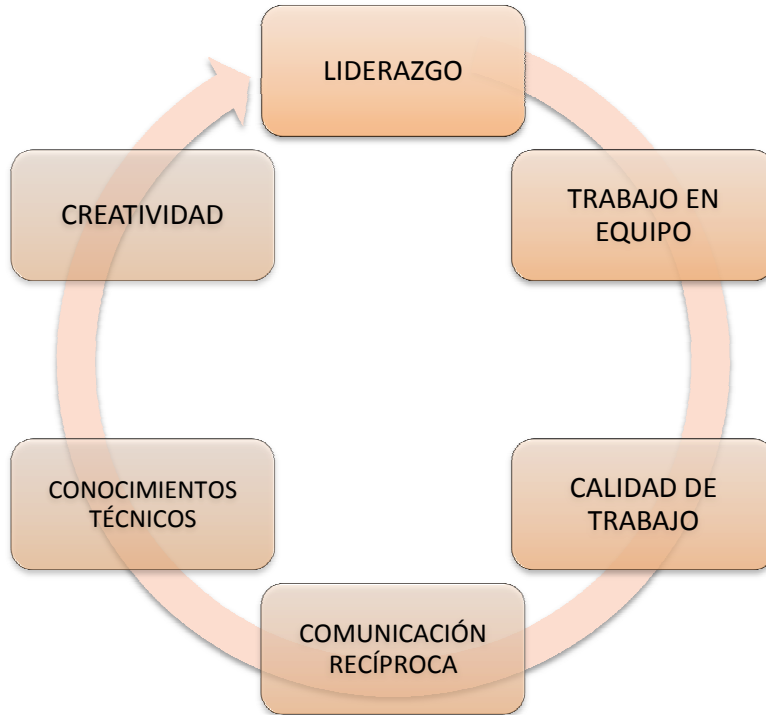 LIDERAZGO
TRABAJO EN
EQUIPO
CALIDAD DE
TRABAJO
COMUNICACIÓN
RECÍPROCA
CONOCIMIENTOS
TÉCNICOS
CREATIVIDAD